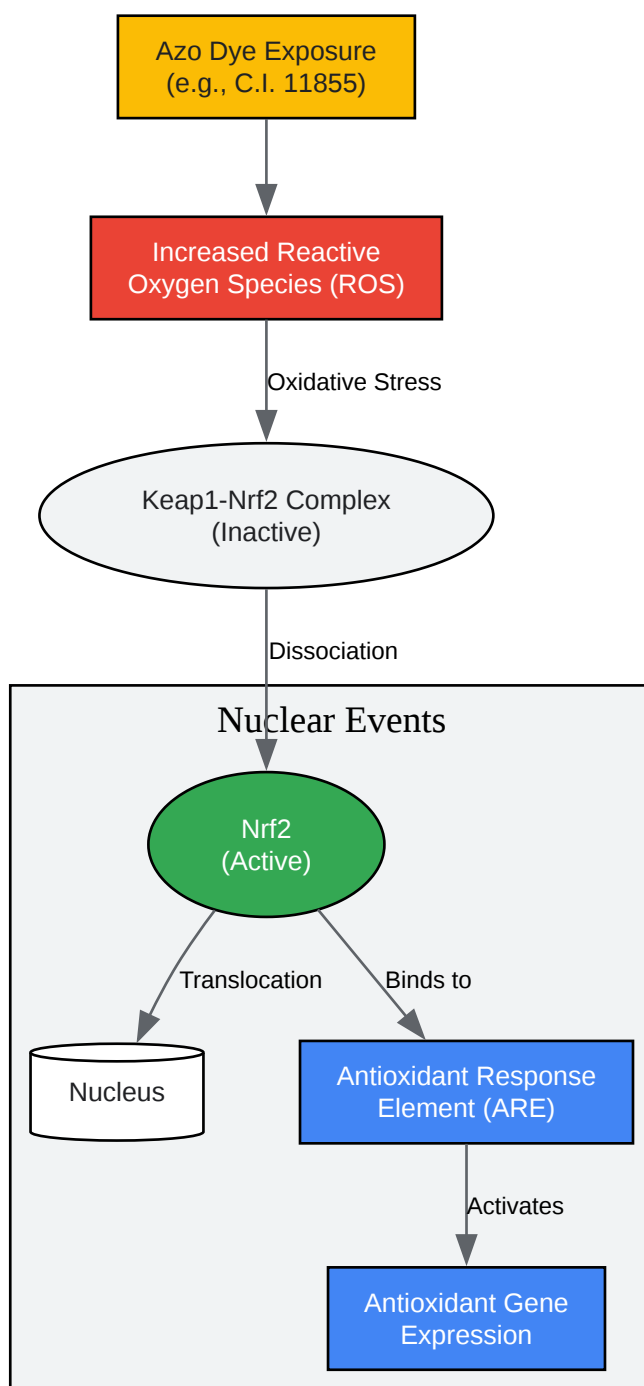 Azo Dye Exposure
(e.g., C.I. 11855)
Increased Reactive
Oxygen Species (ROS)
Oxidative Stress
Keap1-Nrf2 Complex
(Inactive)
Dissociation
Nuclear Events
Nrf2
(Active)
Translocation
Binds to
Nucleus
Antioxidant Response
Element (ARE)
Activates
Antioxidant Gene
Expression